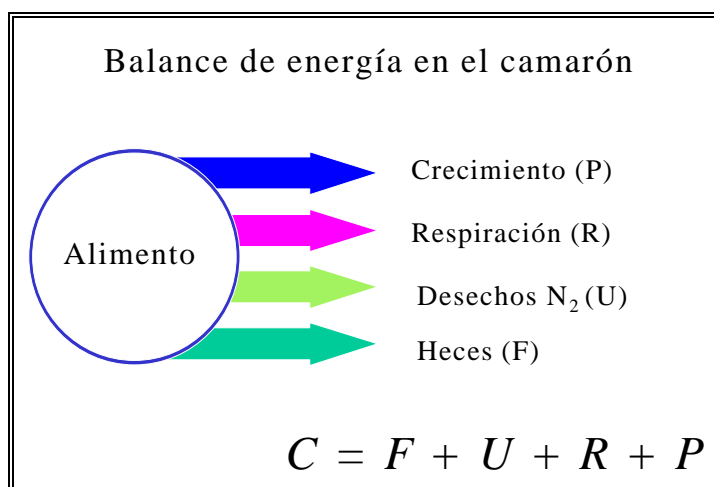 Balance de energía en el camarón
Alimento
Crecimiento (P)
Respiración (R)
Desechos N₂ (U)
Heces (F)
C = F + U + R + P